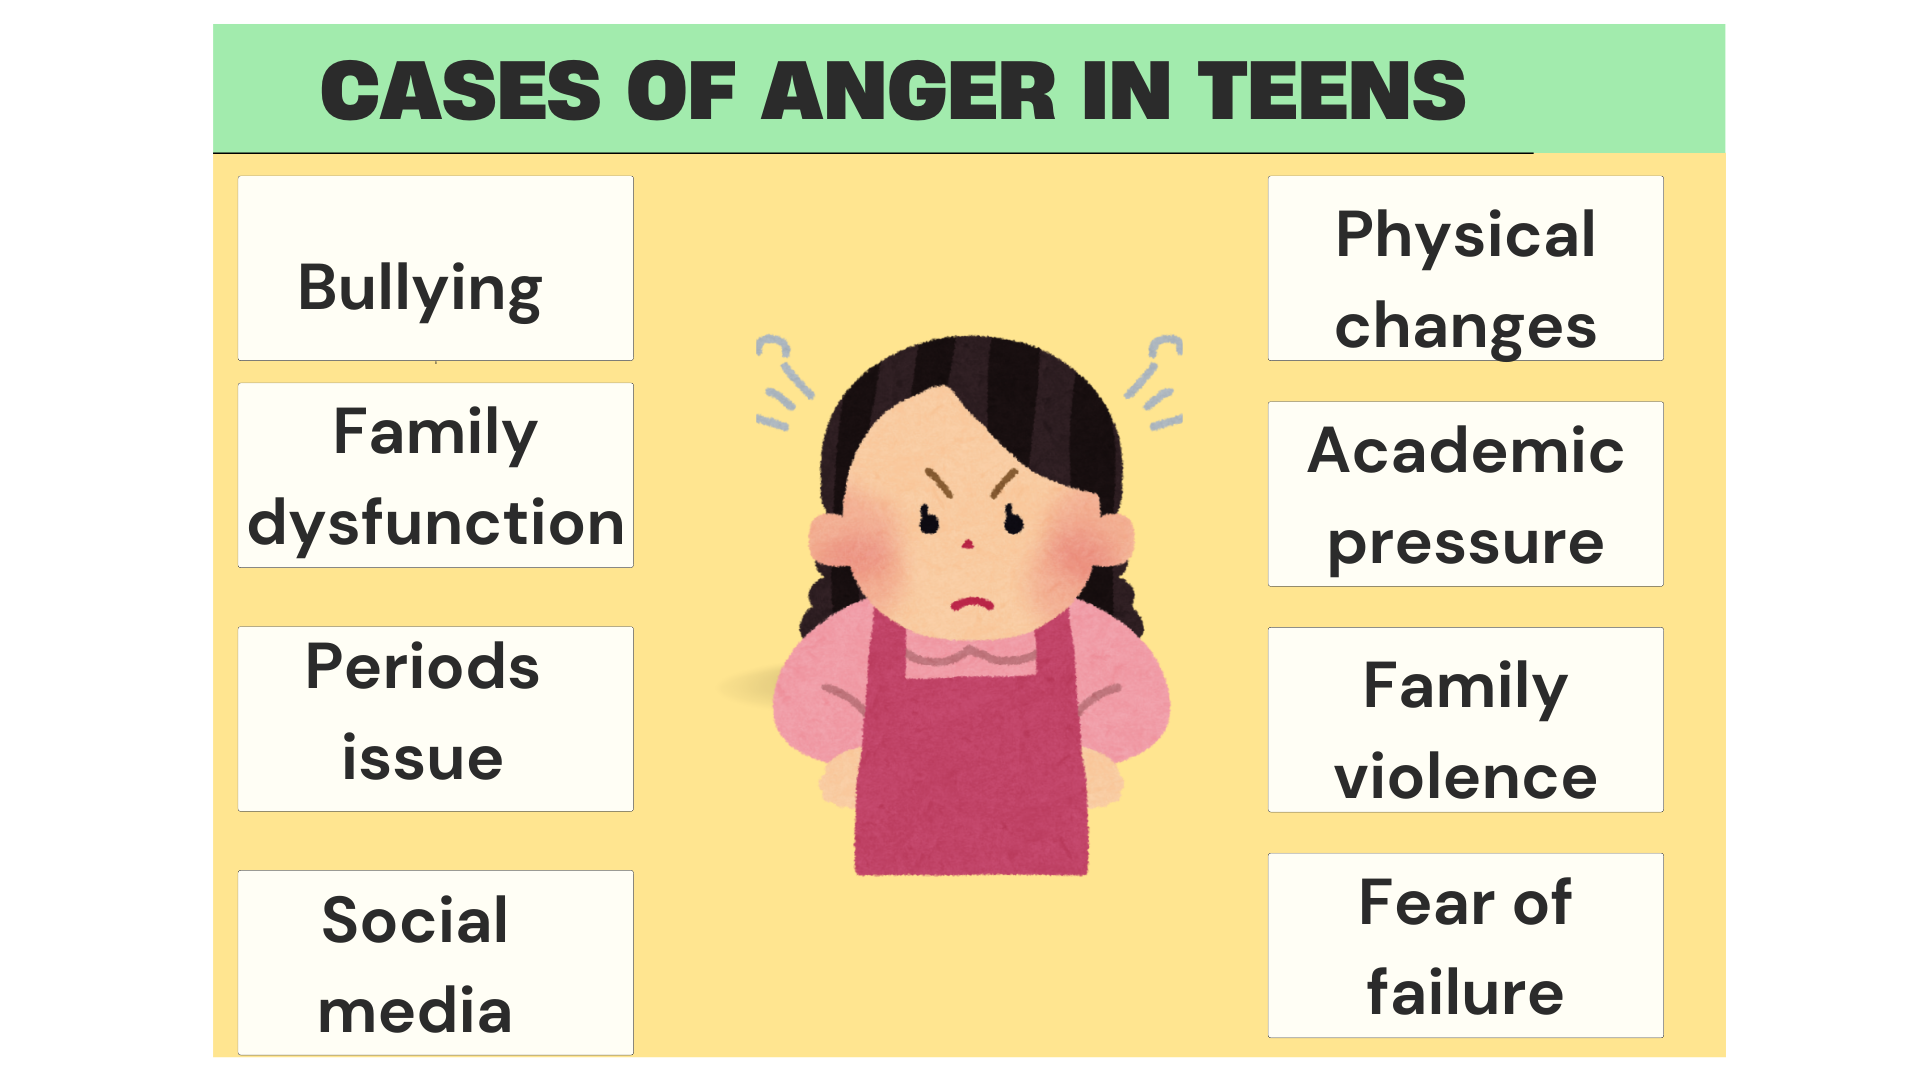 CASES OF ANGER IN TEENS
Bullying
Family
dysfunction
Periods
issue
Social
media
Physical
changes
Academic
pressure
Family
violence
Fear of
failure